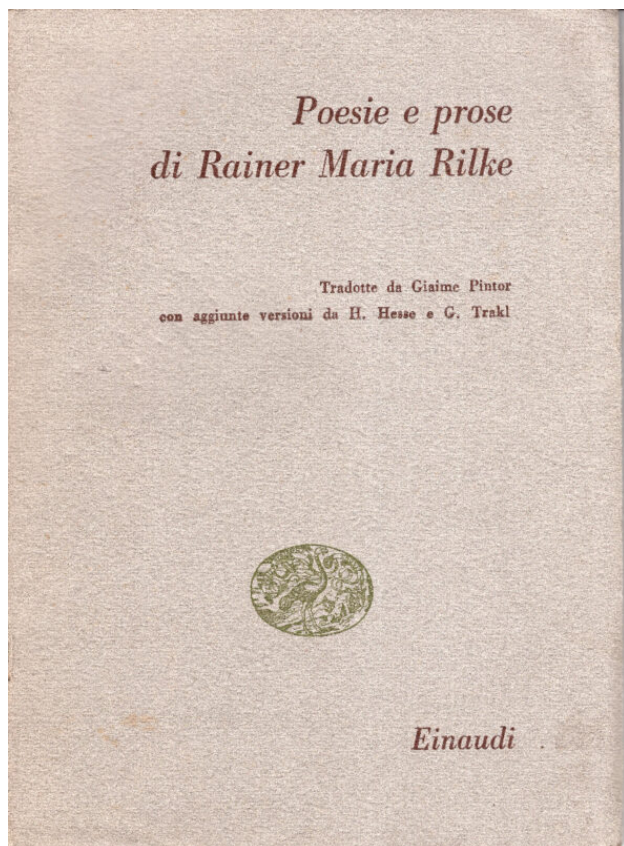 Poesie e prose
di Rainer Maria Rilke
Tradotte da Giaime Pintor
con aggiunte versioni da H. Hesse e G. Trakl
Einaudi